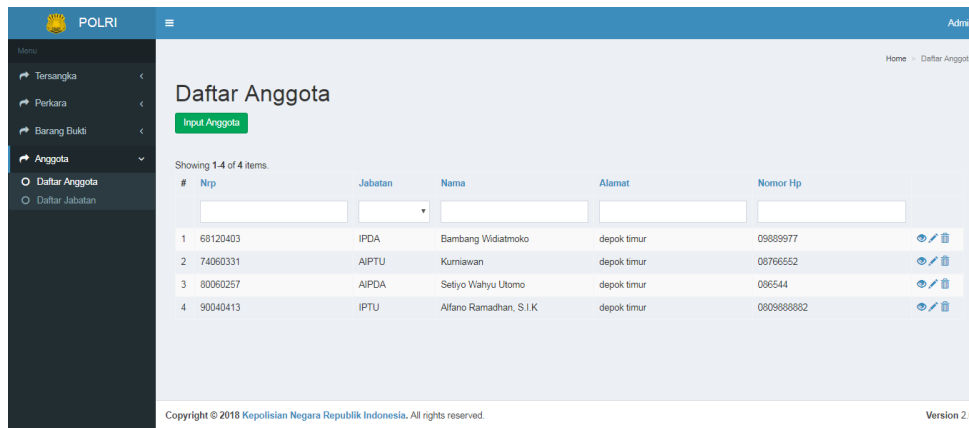 POLRI
Admi
Menu
Home > Daftar Anggot
Tersangka
Perkara
Barang Bukti
Anggota
Daftar Anggota
Daftar Jabatan
Daftar Anggota
Input Anggota
Showing 1-4 of 4 items.
# Nrp Jabatan Nama Alamat Nomor Hp
1 68120403 IPDA Bambang Widiatmoko depok timur 09889977
2 74060331 AIPTU Kurniawan depok timur 08766552
3 80060257 AIPDA Setiyo Wahyu Utomo depok timur 086544
4 90040413 IPTU Alfano Ramadhan, S.I.K depok timur 0809888882
Copyright © 2018 Kepolisian Negara Republik Indonesia. All rights reserved.
Version 2.